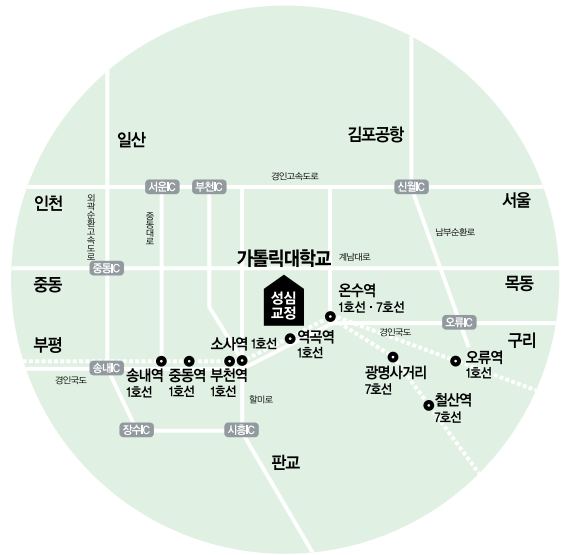 일산
김포공항
경인고속도로
서운IC
부천IC
신월IC
인천
서울
외곽순환고속도로
중동대로
남부순환로
가톨릭대학교
계남대로
중동IC
중동
목동
성심
교정
온수역
1호선 · 7호선
오류IC
경인국도
부평
소사역 1호선
역곡역
1호선
구리
오류역
1호선
송내IC
경인국도
송내역
1호선
중동역
1호선
부천역
1호선
광명사거리
7호선
할미로
철산역
7호선
장수IC
시흥IC
판교